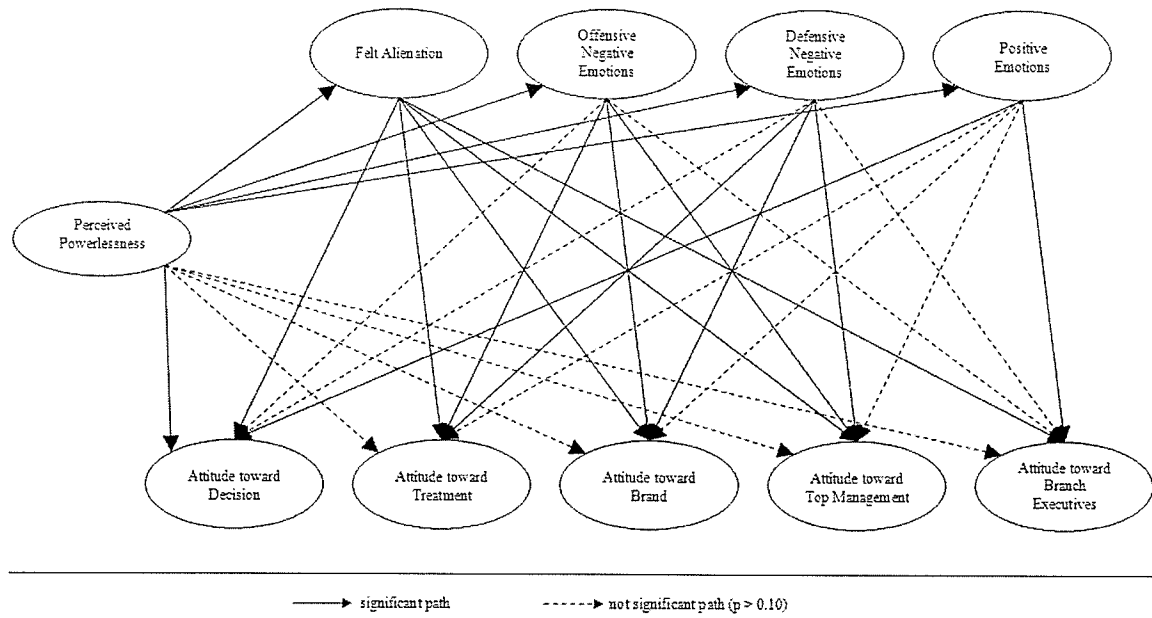 Felt Alienation
Offensive
Negative
Emotions
Defensive
Negative
Emotions
Positive
Emotions
Perceived
Powerlessness
Attitude toward
Decision
Attitude toward
Treatment
Attitude toward
Brand
Attitude toward
Top Management
Attitude toward
Branch
Executives
significant path
not significant path (p > 0.10)